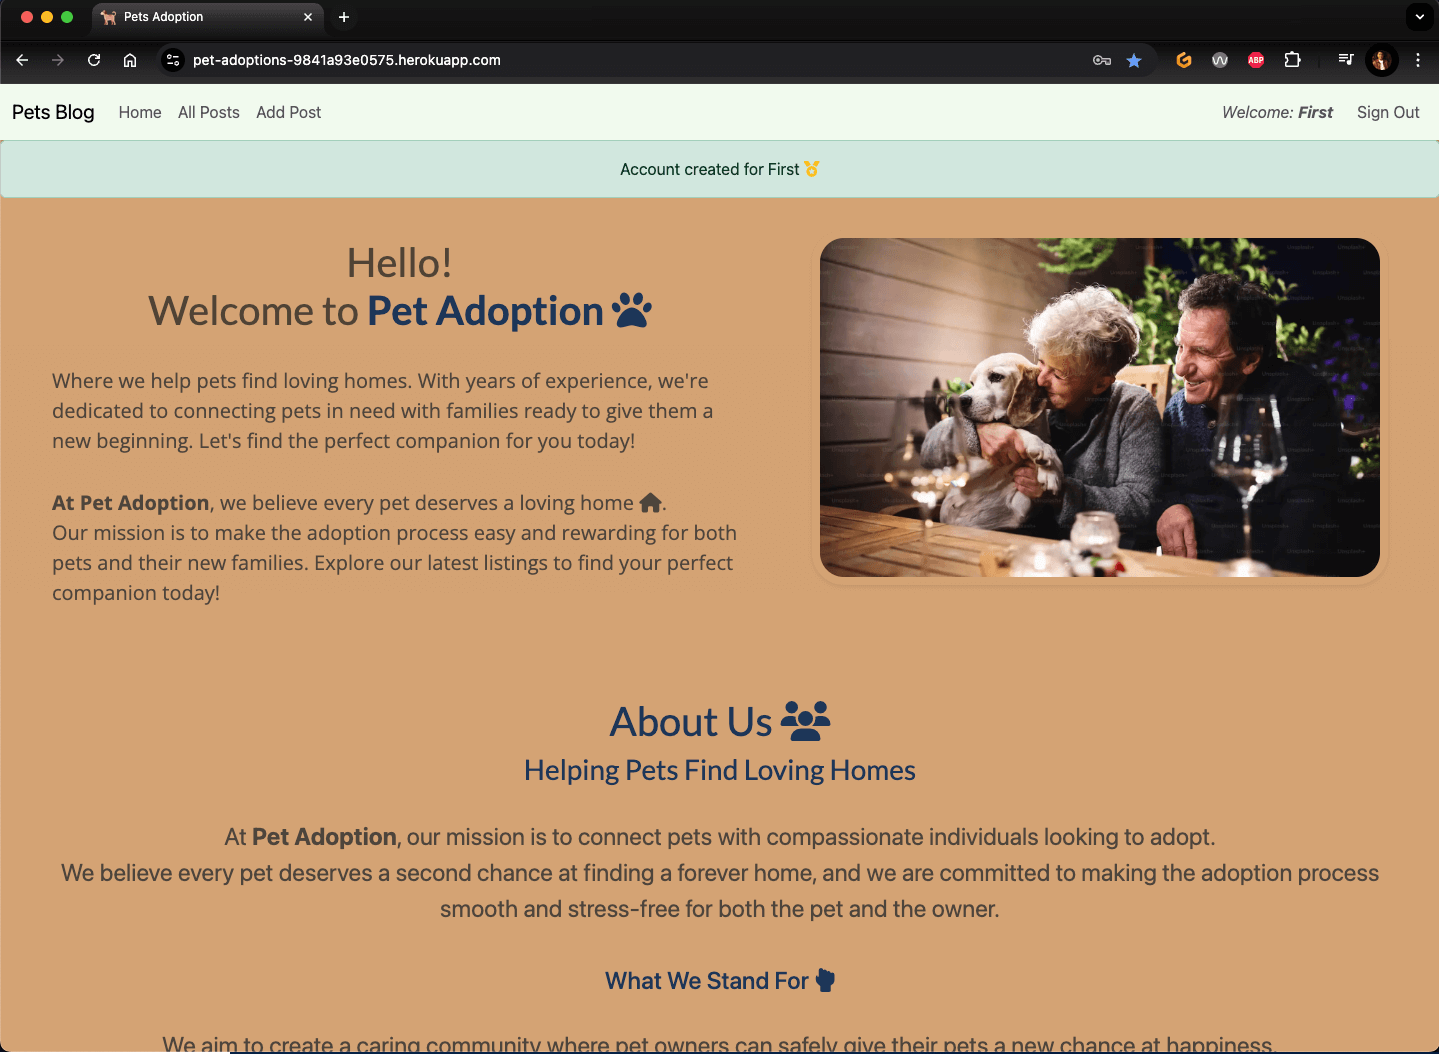 Pets Adoption
pet-adoptions-9841a93e0575.herokuapp.com
ABP
Pets Blog Home All Posts Add Post Welcome: First Sign Out
Account created for First
Hello!
Welcome to Pet Adoption
Where we help pets find loving homes. With years of experience, we're
dedicated to connecting pets in need with families ready to give them a
new beginning. Let's find the perfect companion for you today!
At Pet Adoption, we believe every pet deserves a loving home .
Our mission is to make the adoption process easy and rewarding for both
pets and their new families. Explore our latest listings to find your perfect
companion today!
About Us
Helping Pets Find Loving Homes
At Pet Adoption, our mission is to connect pets with compassionate individuals looking to adopt.
We believe every pet deserves a second chance at finding a forever home, and we are committed to making the adoption process
smooth and stress-free for both the pet and the owner.
What We Stand For
We aim to create a caring community where pet owners can safely give their pets a new chance at happiness.